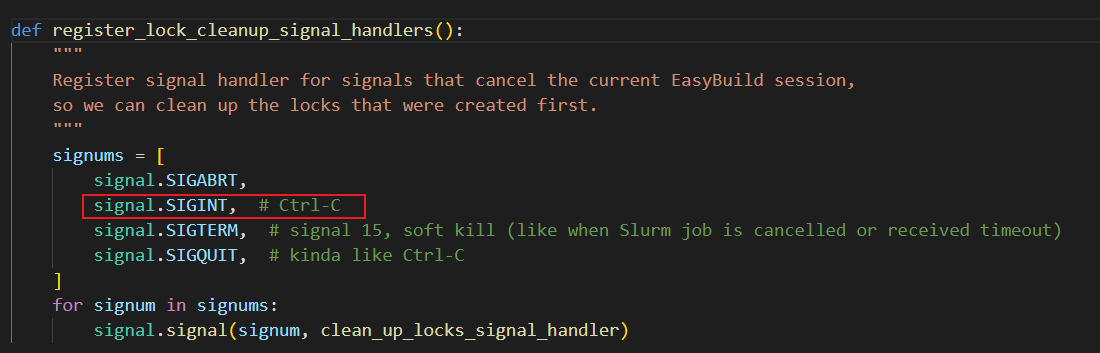 def register_lock_cleanup_signal_handlers():
    """
    Register signal handler for signals that cancel the current EasyBuild session,
    so we can clean up the locks that were created first.
    """
    signums = [
        signal.SIGABRT,
        signal.SIGINT,  # Ctrl-C
        signal.SIGTERM,  # signal 15, soft kill (like when Slurm job is cancelled or received timeout)
        signal.SIGQUIT,  # kinda like Ctrl-C
    ]
    for signum in signums:
        signal.signal(signum, clean_up_locks_signal_handler)